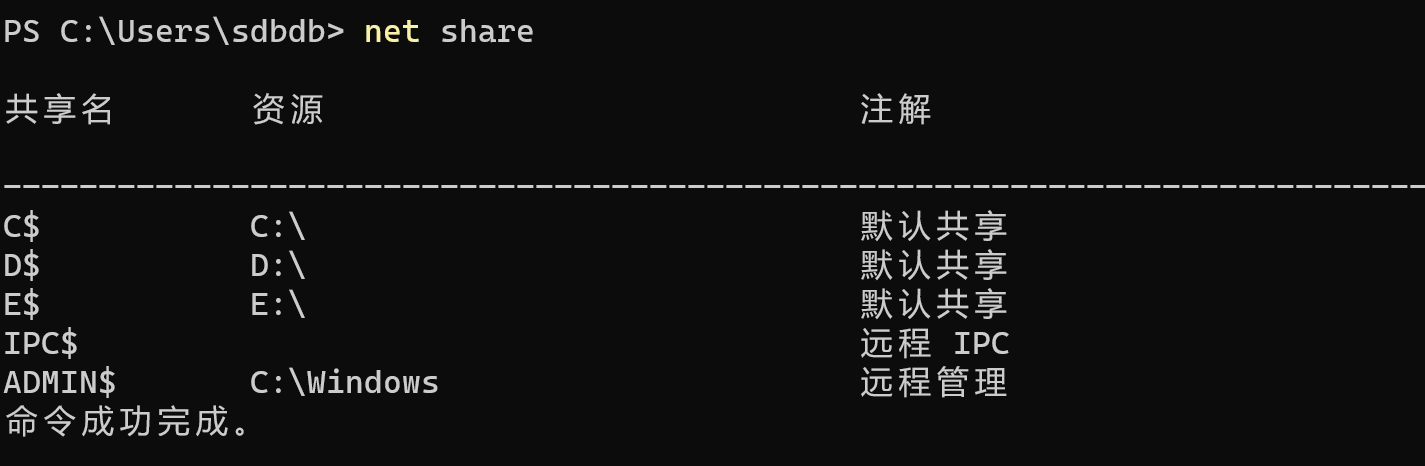 PS C:\Users\sdbdb> net share
共享名 资源 注解
-------------------------------------------------------------------------------
C$ C:\ 默认共享
D$ D:\ 默认共享
E$ E:\ 默认共享
IPC$ 远程 IPC
ADMIN$ C:\Windows 远程管理
命令成功完成。